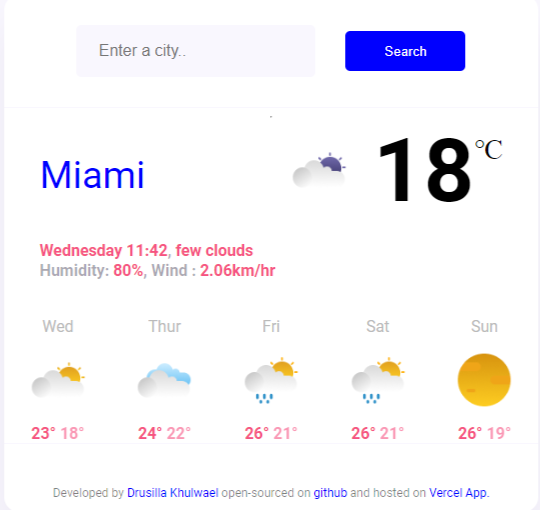 Enter a city..
Search
Miami
18°C
Wednesday 11:42, few clouds
Humidity: 80%, Wind : 2.06km/hr
Wed Thur Fri Sat Sun
23° 18° 24° 22° 26° 21° 26° 21° 26° 19°
Developed by Drusilla Khulwael open-sourced on github and hosted on Vercel App.